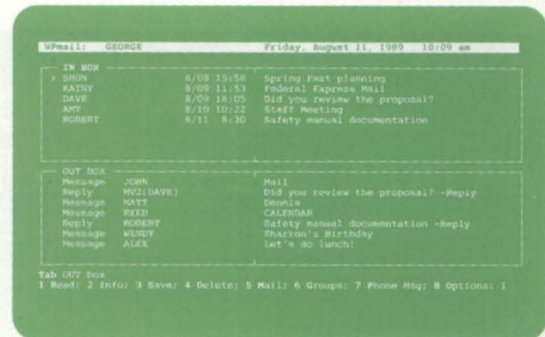 WPmail: GEORGE Friday, August 11, 1989 10:09 am
IN BOX
SHON 8/08 15:58 Spring Fest planning
KATHY 8/09 11:53 Federal Express Mail
DAVE 8/09 16:05 Did you review the proposal?
AMY 8/10 10:22 Staff Meeting
ROBERT 8/11 8:30 Safety manual documentation
OUT BOX
Message JOHN Mail
Reply MV2(DAVE) Did you review the proposal? -Reply
Message MATT Dennis
Message REED CALENDAR
Reply ROBERT Safety manual documentation -Reply
Message WENDY Sharron's Birthday
Message ALEX Let's do lunch!
Tab OUT box
1 Read; 2 Info; 3 Save; 4 Delete; 5 Mail; 6 Groups; 7 Phone Msg; 8 Options: 1